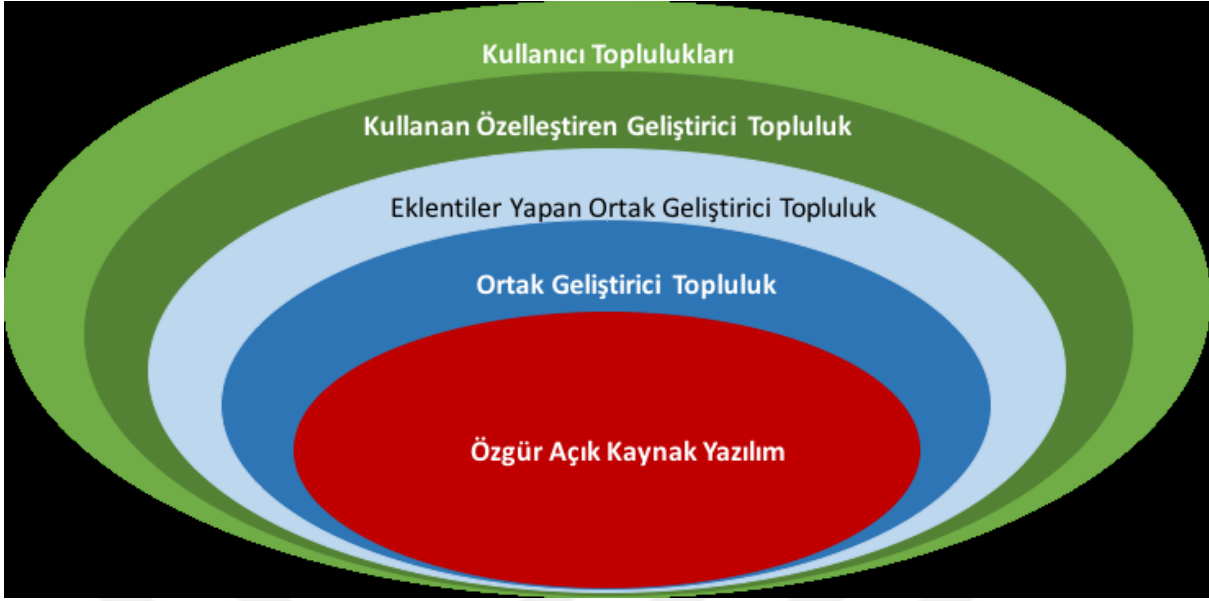 Kullanıcı Toplulukları
Kullanan Özelleştiren Geliştirici Topluluk
Eklentiler Yapan Ortak Geliştirici Topluluk
Ortak Geliştirici Topluluk
Özgür Açık Kaynak Yazılım